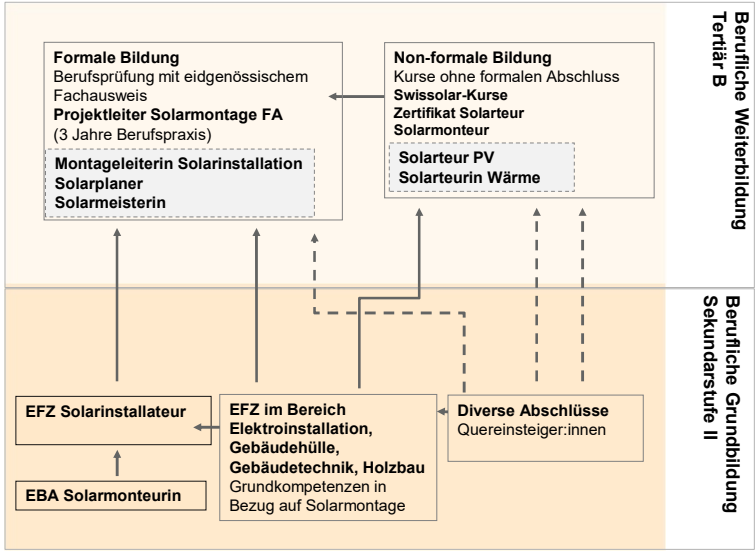 Formale Bildung
Berufsprüfung mit eidgenössischem
Fachausweis
Projektleiter Solarmontage FA
(3 Jahre Berufspraxis)
Montageleiterin Solarinstallation
Solarplaner
Solarmeisterin
Non-formale Bildung
Kurse ohne formalen Abschluss
Swissolar-Kurse
Zertifikat Solarteur
Solarmonteur
Solarteur PV
Solarteurin Wärme
Berufliche Weiterbildung
Tertiär B
EFZ Solarinstallateur
EBA Solarmonteurin
EFZ im Bereich
Elektroinstallation,
Gebäudehülle,
Gebäudetechnik, Holzbau
Grundkompetenzen in
Bezug auf Solarmontage
Diverse Abschlüsse
Quereinsteiger:innen
Berufliche Grundbildung
Sekundarstufe II